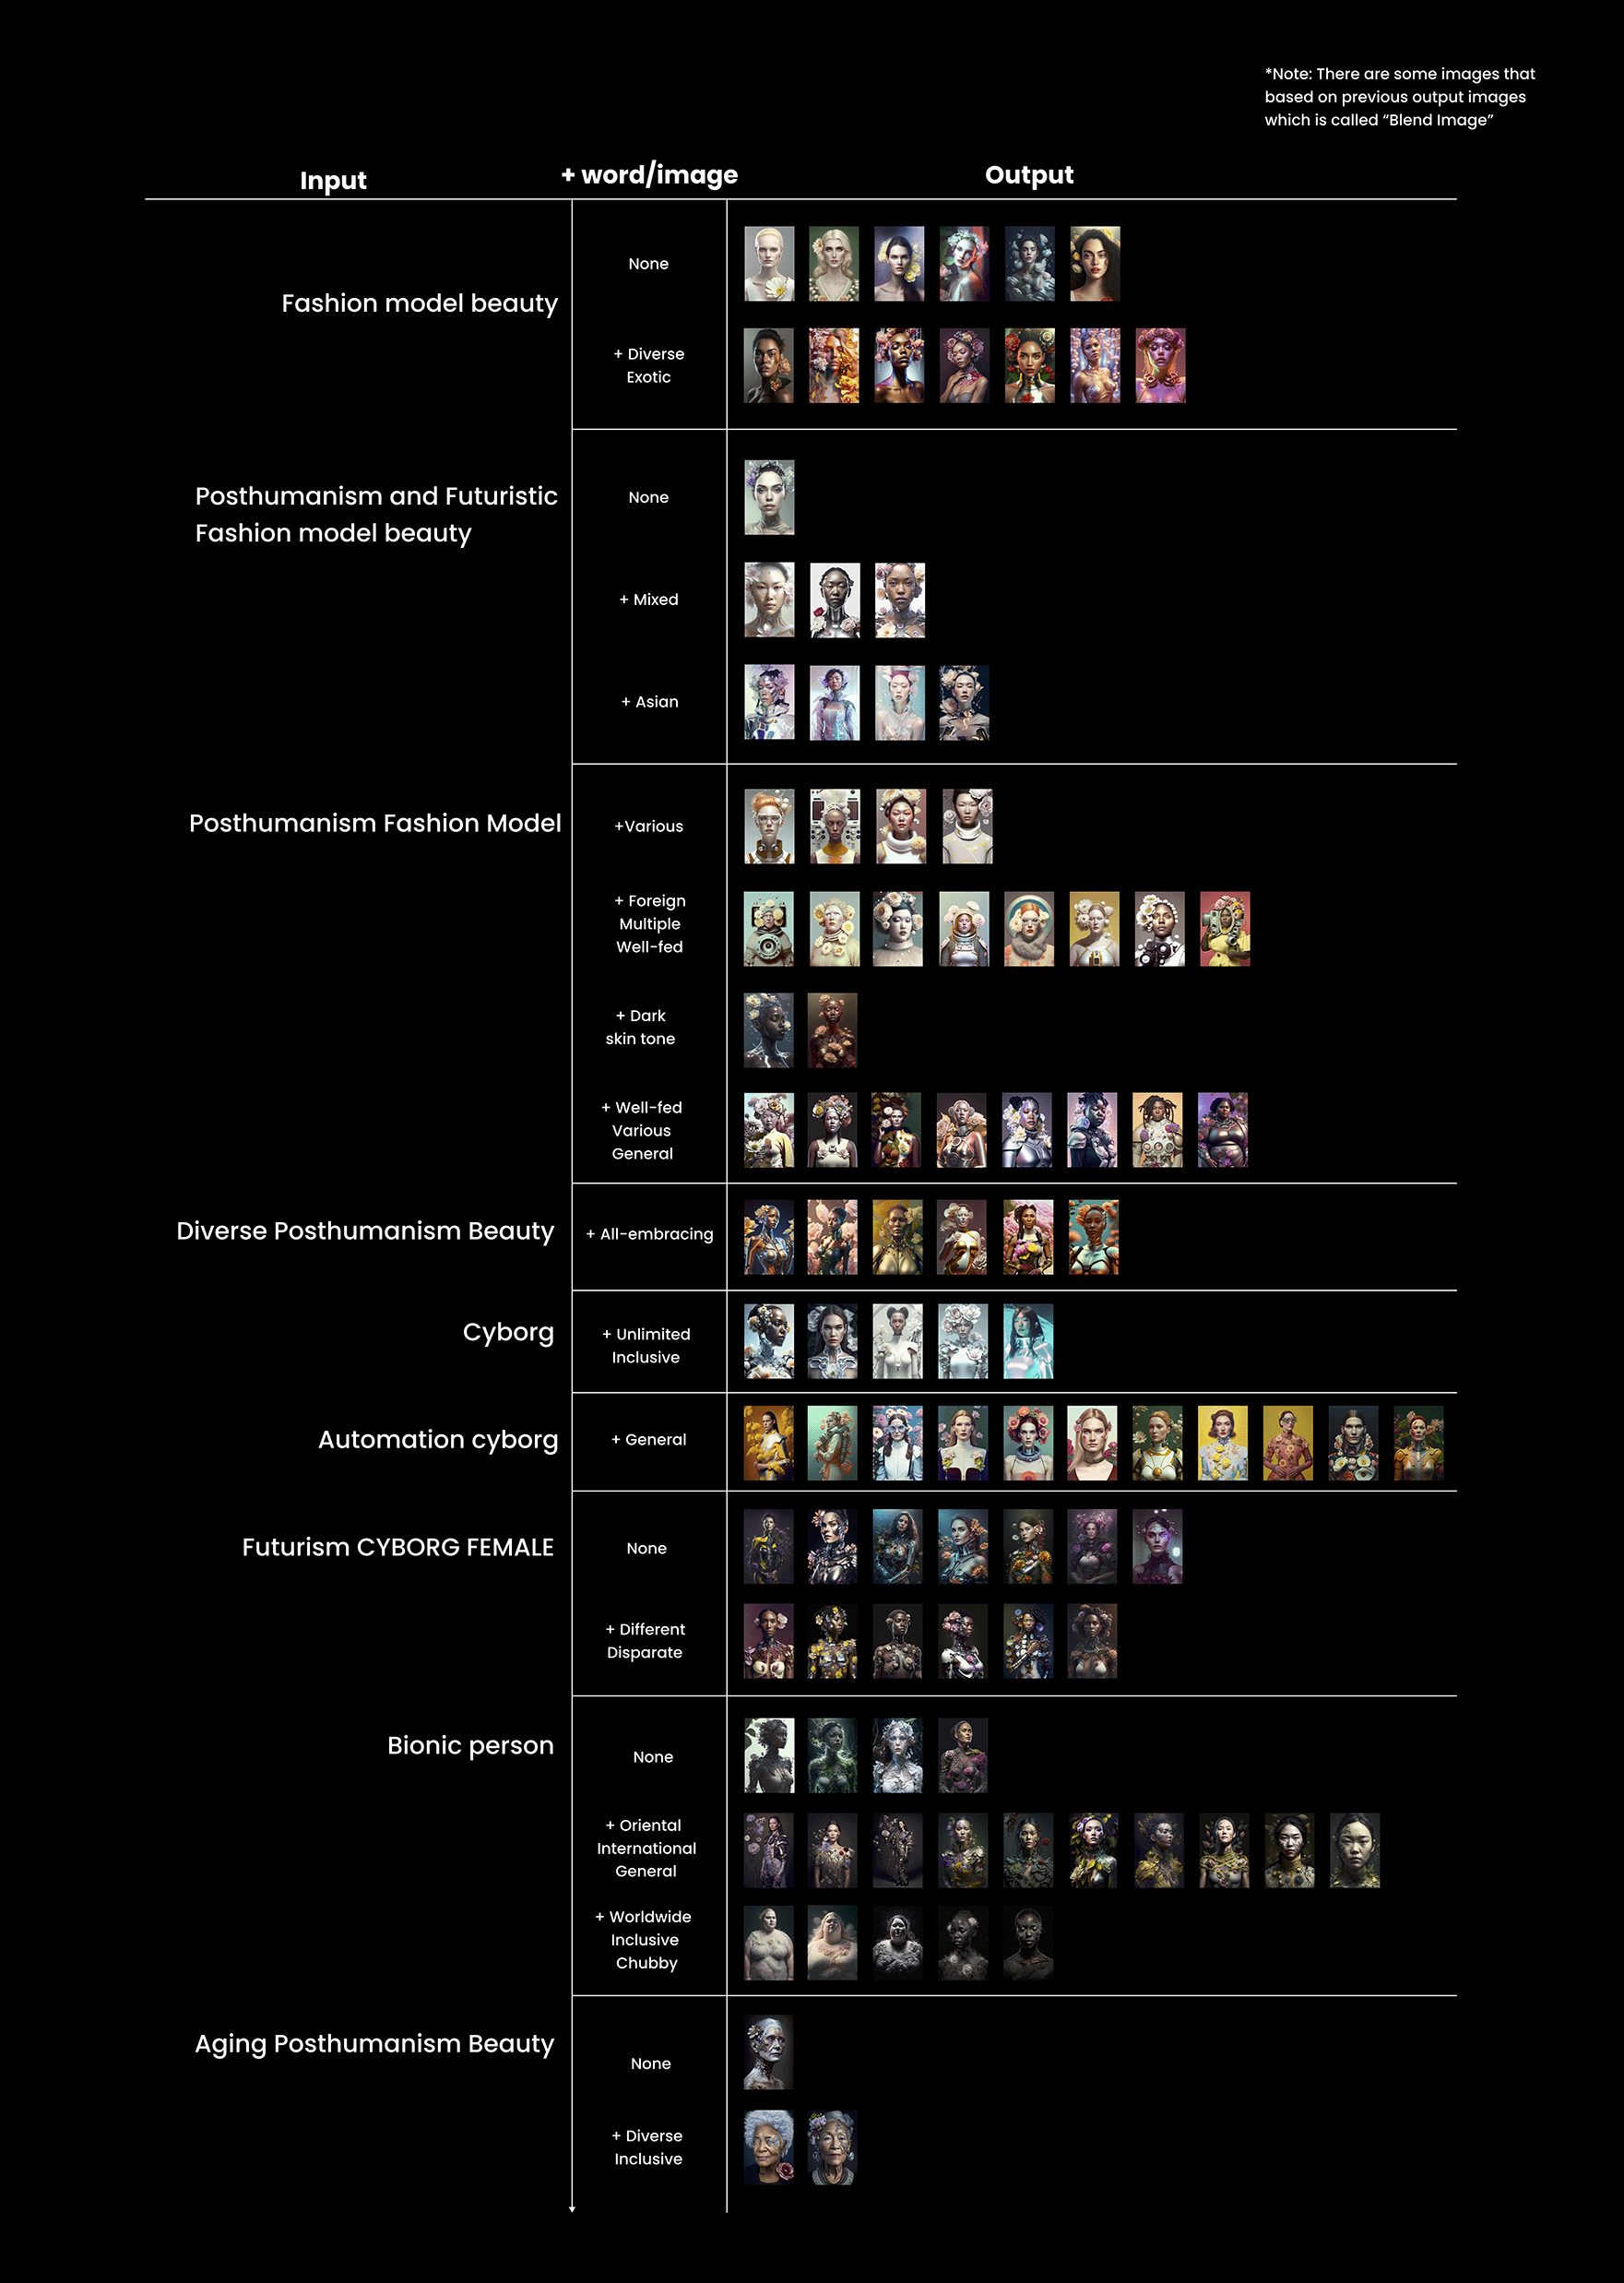 *Note: There are some images that
based on previous output images
which is called “Blend Image”
Input
+ word/image
Output
Fashion model beauty
None
+ Diverse
Exotic
Posthumanism and Futuristic
Fashion model beauty
None
+ Mixed
+ Asian
Posthumanism Fashion Model
+Various
+ Foreign
Multiple
Well-fed
+ Dark
skin tone
+ Well-fed
Various
General
Diverse Posthumanism Beauty
+ All-embracing
Cyborg
+ Unlimited
Inclusive
Automation cyborg
+ General
Futurism CYBORG FEMALE
None
+ Different
Disparate
Bionic person
None
+ Oriental
International
General
+ Worldwide
Inclusive
Chubby
Aging Posthumanism Beauty
None
+ Diverse
Inclusive